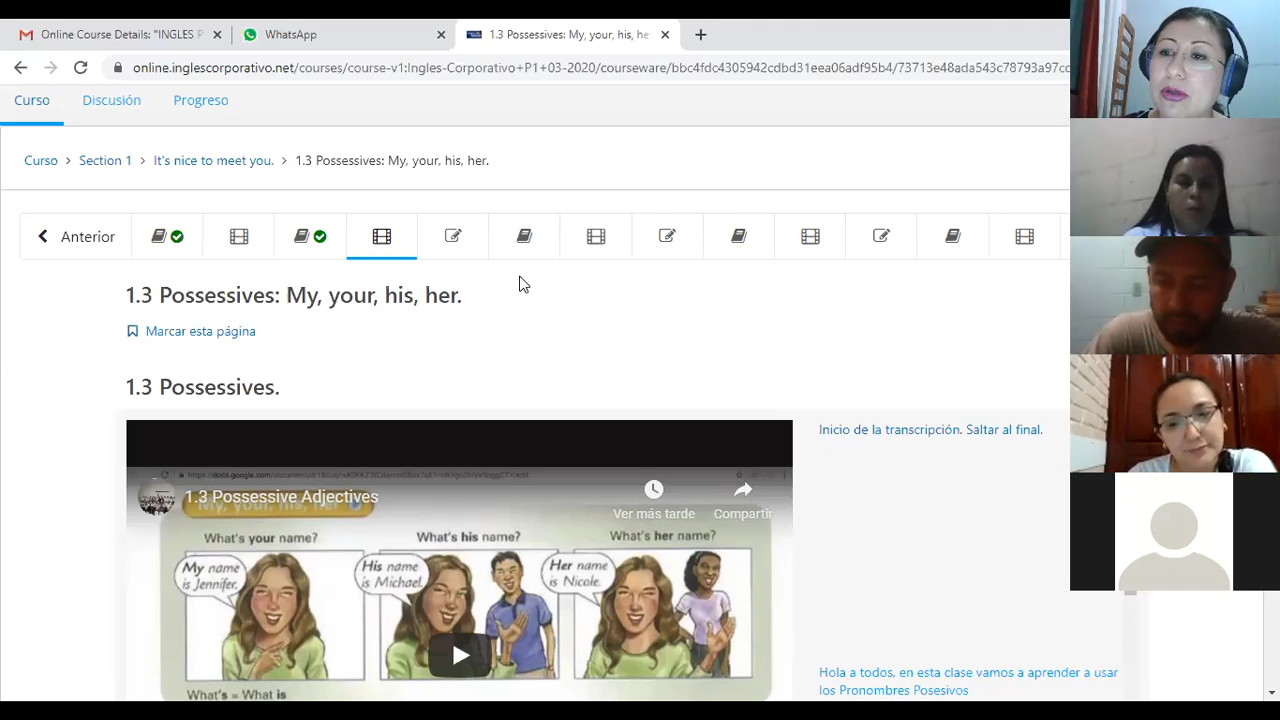 Online Course Details: "INGLES P
WhatsApp
1.3 Possessives: My, your, his, he
online.inglescorporativo.net/courses/course-v1:Ingles-Corporativo+P1+03-2020/courseware/bbc4fdc4305942cdbd31eea06adf95b4/73713e48ada543c78793a97cc
Curso
Discusión
Progreso
Curso > Section 1 > It's nice to meet you. > 1.3 Possessives: My, your, his, her.
Anterior
1.3 Possessives: My, your, his, her.
Marcar esta página
1.3 Possessives.
Inicio de la transcripción. Saltar al final.
1.3 Possessive Adjectives
Ver más tarde
Compartir
My, your, his, her
What's your name?
What's his name?
What's her name?
My name
is Jennifer.
His name
is Michael.
Her name
is Nicole.
What's = What is
Hola a todos, en esta clase vamos a aprender a usar
los Pronombres Posesivos